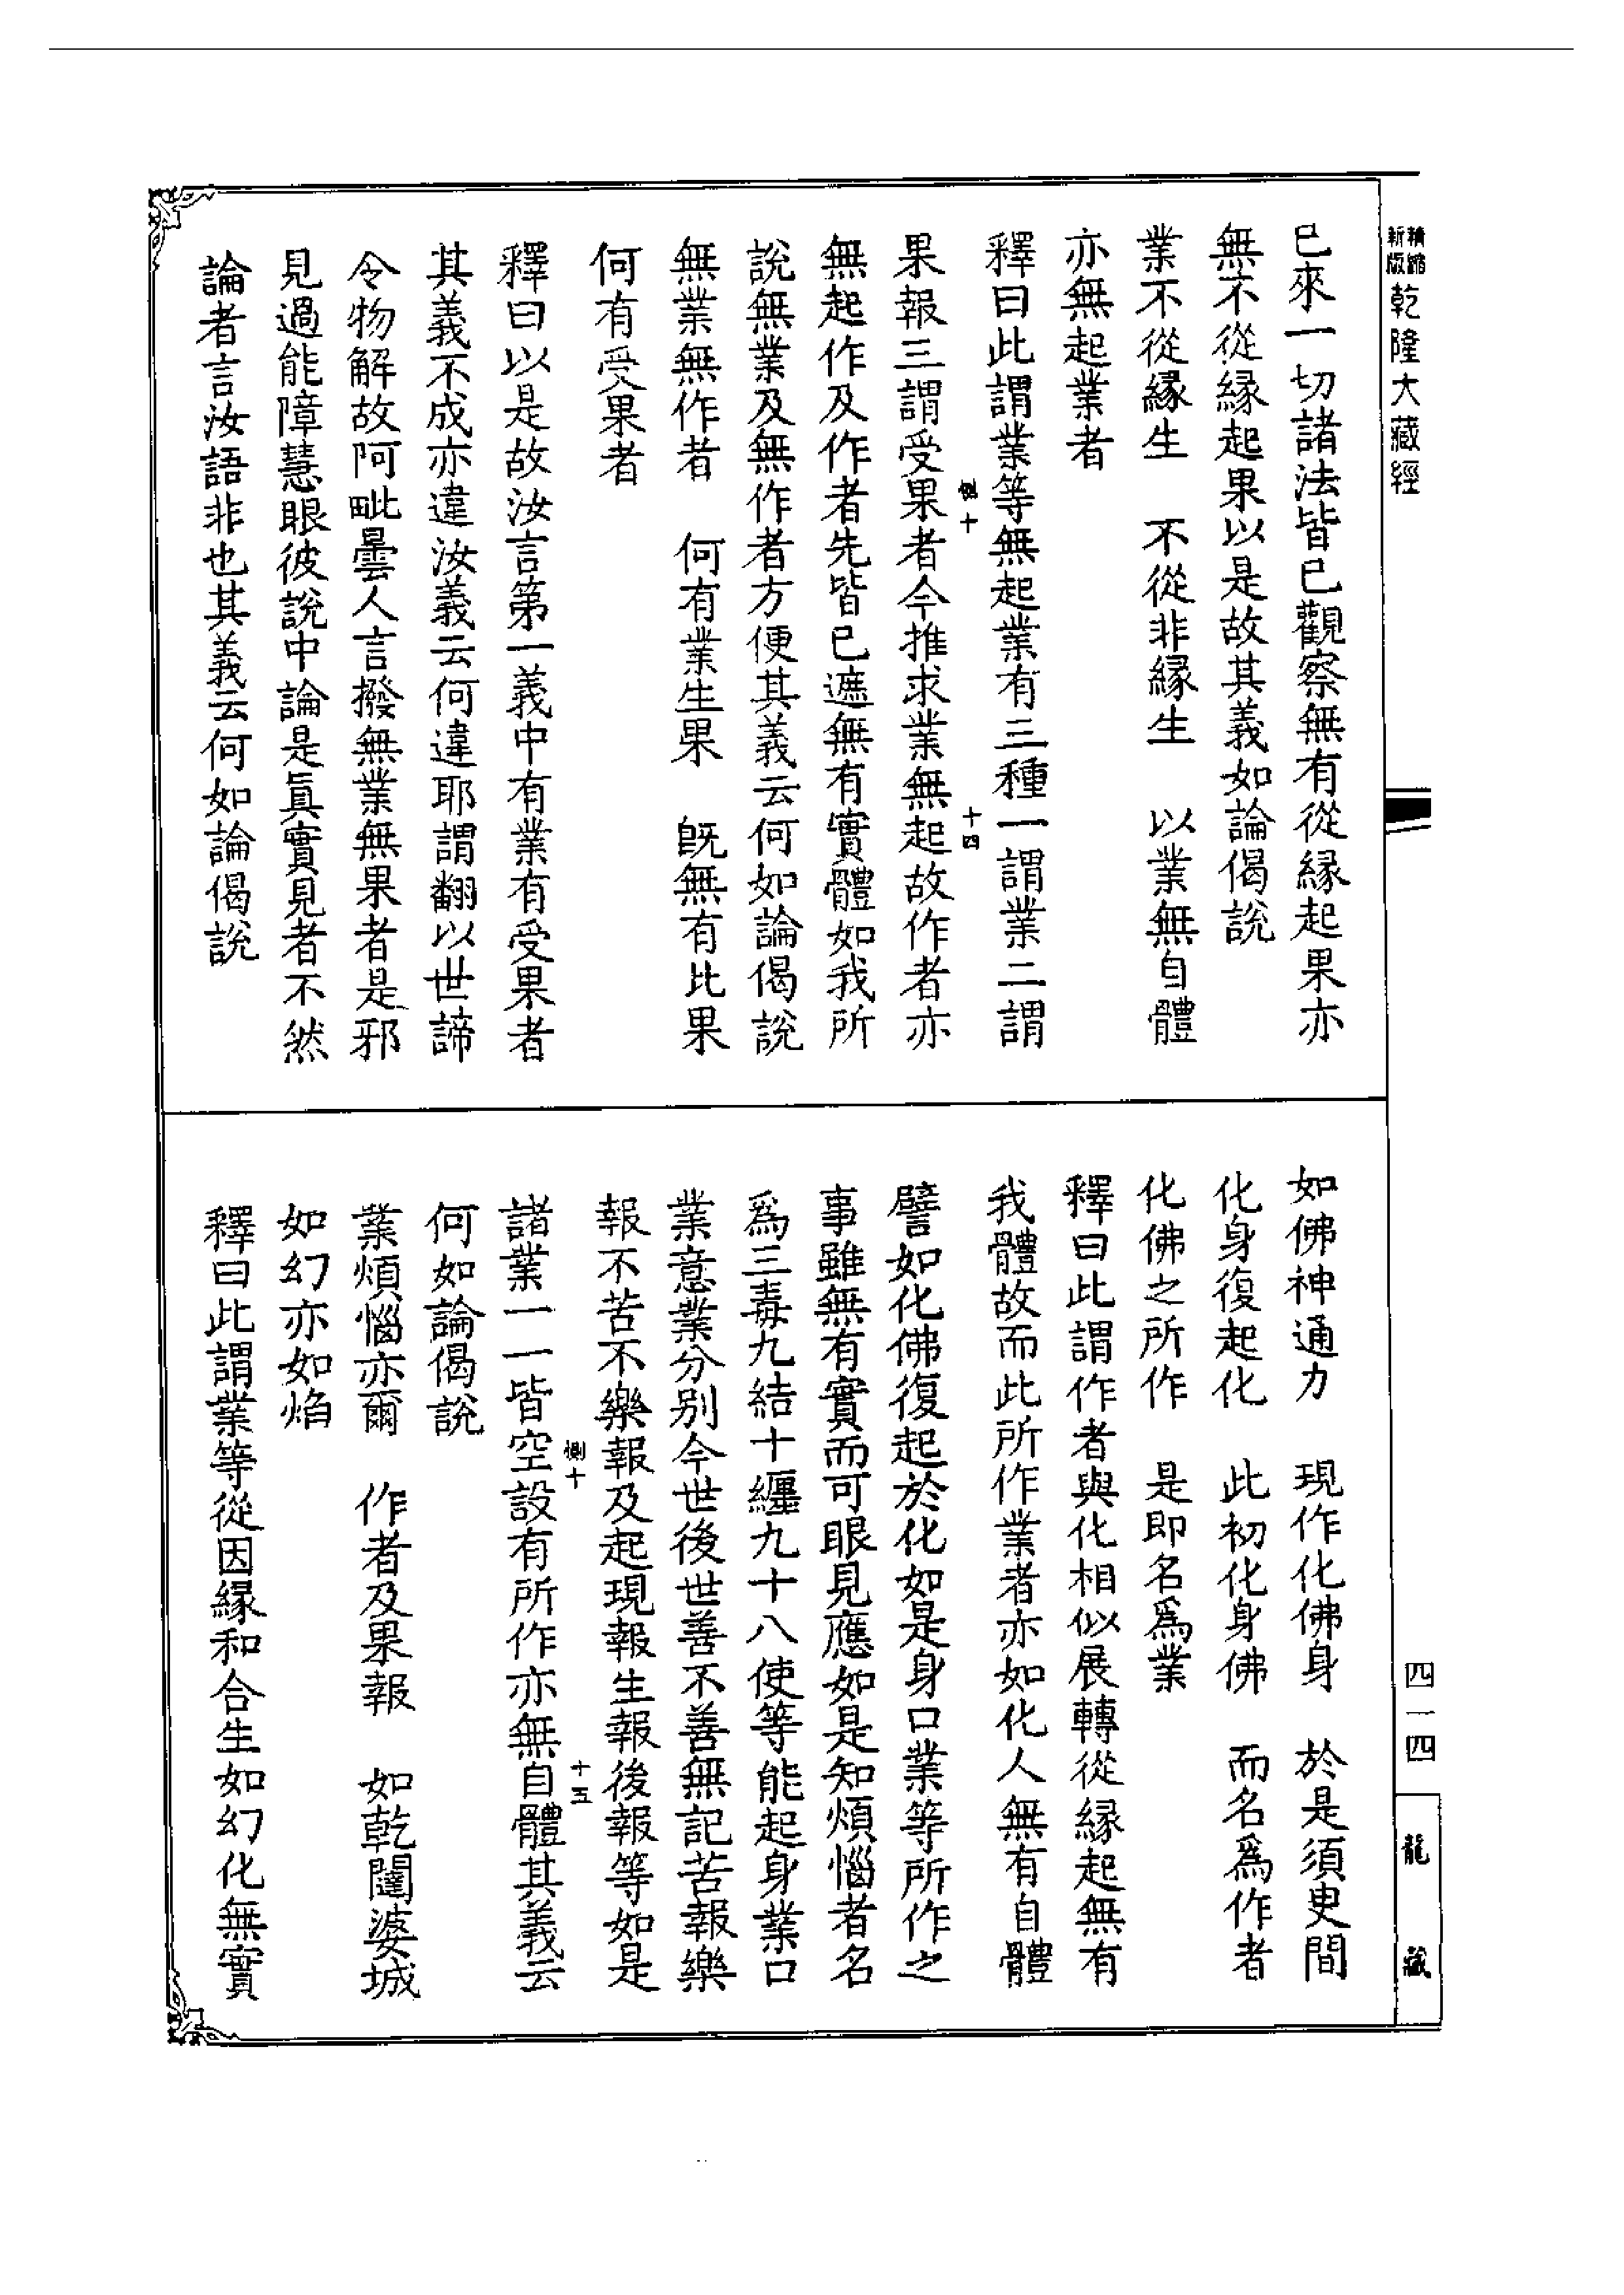 精縮
新版
乾隆大藏經
已來一切諸法皆已觀察無有從縁起果亦
無不從縁起果以是故其義如論偈說
業不從縁生　不從非縁生　以業無自體
亦無起業者
釋曰此謂業等無起業有三種一謂業二謂
果報三謂受果者今推求業無起故作者亦
側十
十四
無起作及作者先皆已遮無有實體如我所
說無業及無作者方便其義云何如論偈說
無業無作者　何有業生果　旣無有比果
何有受果者
釋曰以是故汝言第一義中有業有受果者
其義不成亦違汝義云何違耶謂翻以世諦
令物解故阿毗曇人言撥無業無果者是邪
見過能障慧眼彼說中論是眞實見者不然
論者言汝語非也其義云何如論偈說
如佛神通力　現作化佛身　於是須臾間
化身復起化　此初化身佛　而名爲作者
化佛之所作　是即名爲業
釋曰此謂作者與化相似展轉從縁起無有
我體故而此所作業者亦如化人無有自體
譬如化佛復起於化如是身口業等所作之
事雖無有實而可眼見應如是知煩惱者名
爲三毒九結十纒九十八使等能起身業口
業意業分别今世後世善不善無記苦報樂
報不苦不樂報及起現報生報後報等如是
側十
十五
諸業一一皆空設有所作亦無自體其義云
何如論偈說
業煩惱亦爾　作者及果報　如乾闥婆城
如幻亦如焰
釋曰此謂業等從因縁和合生如幻化無實
四一四
龍藏